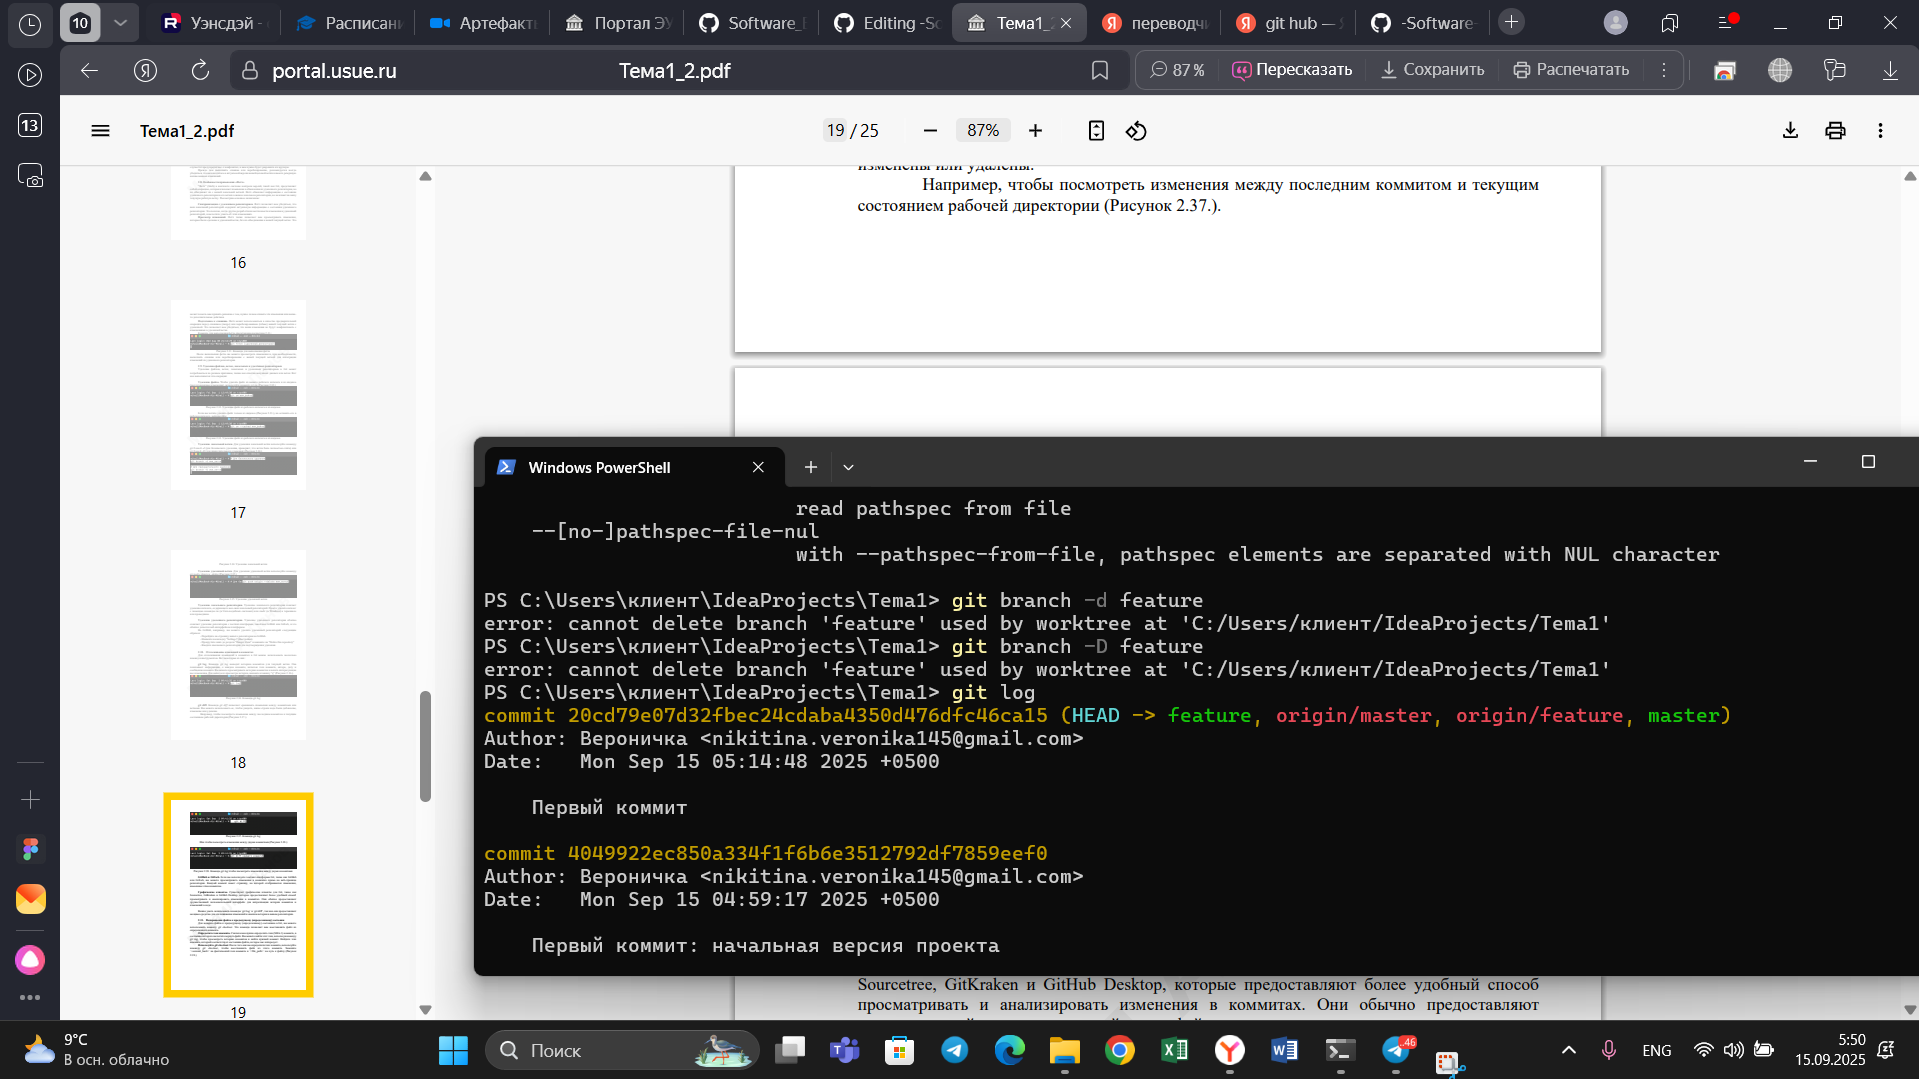 10
Уэнсдэй -
Расписани
Артефакт
Портал ЭУ
Software_E
Editing -Sc
Тема1_
переводчи
git hub —
-Software-
portal.usue.ru
Тема1_2.pdf
87 %
Пересказать
Сохранить
Распечатать
13
Тема1_2.pdf
19 / 25
87%
16
17
18
19
изменены или удалены.
Например, чтобы посмотреть изменения между последним коммитом и текущим
состоянием рабочей директории (Рисунок 2.37.).
Windows PowerShell
read pathspec from file
--[no-]pathspec-file-nul
with --pathspec-from-file, pathspec elements are separated with NUL character
PS C:\Users\клиент\IdeaProjects\Tema1> git branch -d feature
error: cannot delete branch 'feature' used by worktree at 'C:/Users/клиент/IdeaProjects/Tema1'
PS C:\Users\клиент\IdeaProjects\Tema1> git branch -D feature
error: cannot delete branch 'feature' used by worktree at 'C:/Users/клиент/IdeaProjects/Tema1'
PS C:\Users\клиент\IdeaProjects\Tema1> git log
commit 20cd79e07d32fbec24cdaba4350d476dfc46ca15 (HEAD -> feature, origin/master, origin/feature, master)
Author: Вероничка <nikitina.veronika145@gmail.com>
Date:   Mon Sep 15 05:14:48 2025 +0500
Первый коммит
commit 4049922ec850a334f1f6b6e3512792df7859eef0
Author: Вероничка <nikitina.veronika145@gmail.com>
Date:   Mon Sep 15 04:59:17 2025 +0500
Первый коммит: начальная версия проекта
Sourcetree, GitKraken и GitHub Desktop, которые предоставляют более удобный способ
просматривать и анализировать изменения в коммитах. Они обычно предоставляют
9°C
В осн. облачно
Поиск
.46
ENG
5:50
15.09.2025